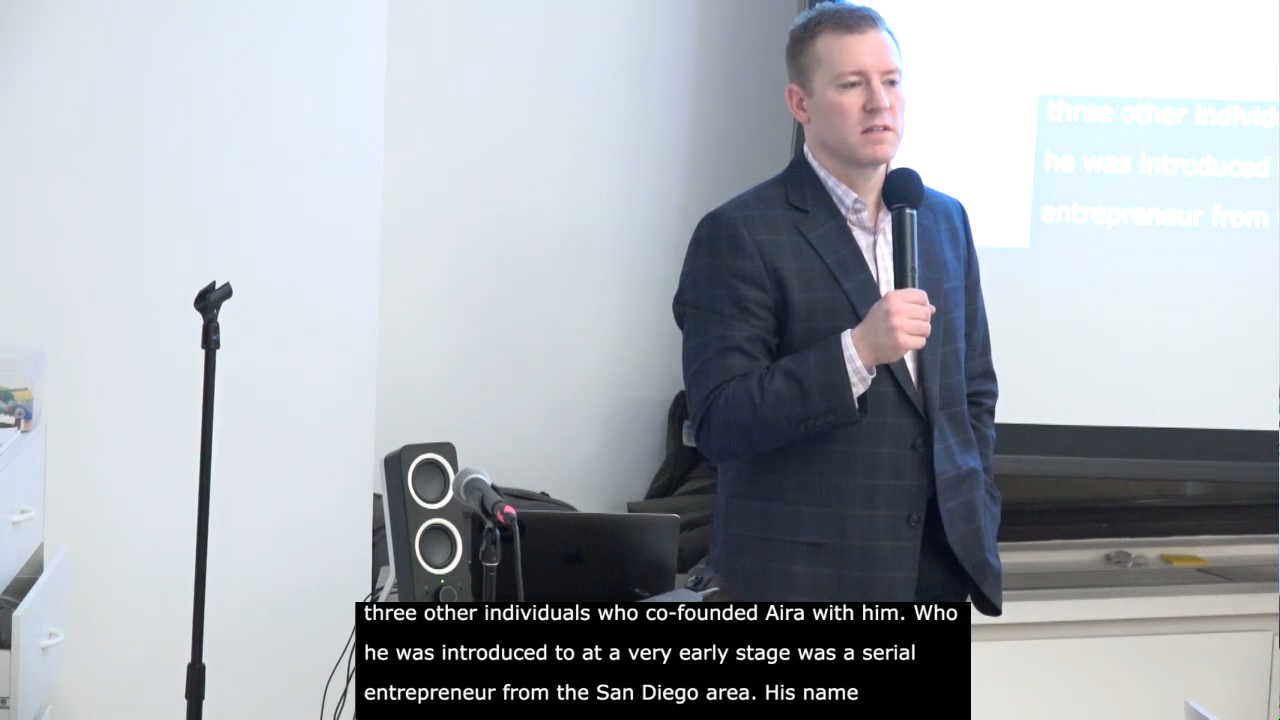 three other individ
he was introduced
entrepreneur from
three other individuals who co-founded Aira with him. Who
he was introduced to at a very early stage was a serial
entrepreneur from the San Diego area. His name